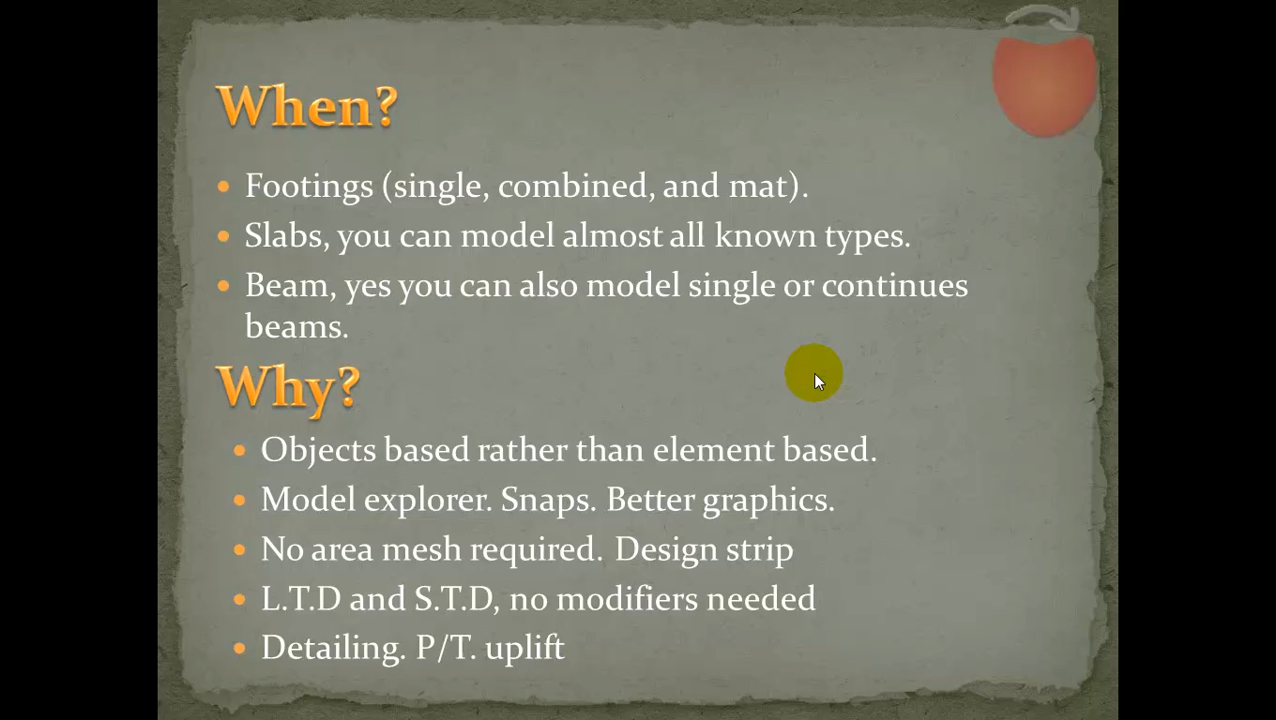 When?
Footings (single, combined, and mat).
Slabs, you can model almost all known types.
Beam, yes you can also model single or continues
beams.
Why?
Objects based rather than element based.
Model explorer. Snaps. Better graphics.
No area mesh required. Design strip
L.T.D and S.T.D, no modifiers needed
Detailing. P/T. uplift